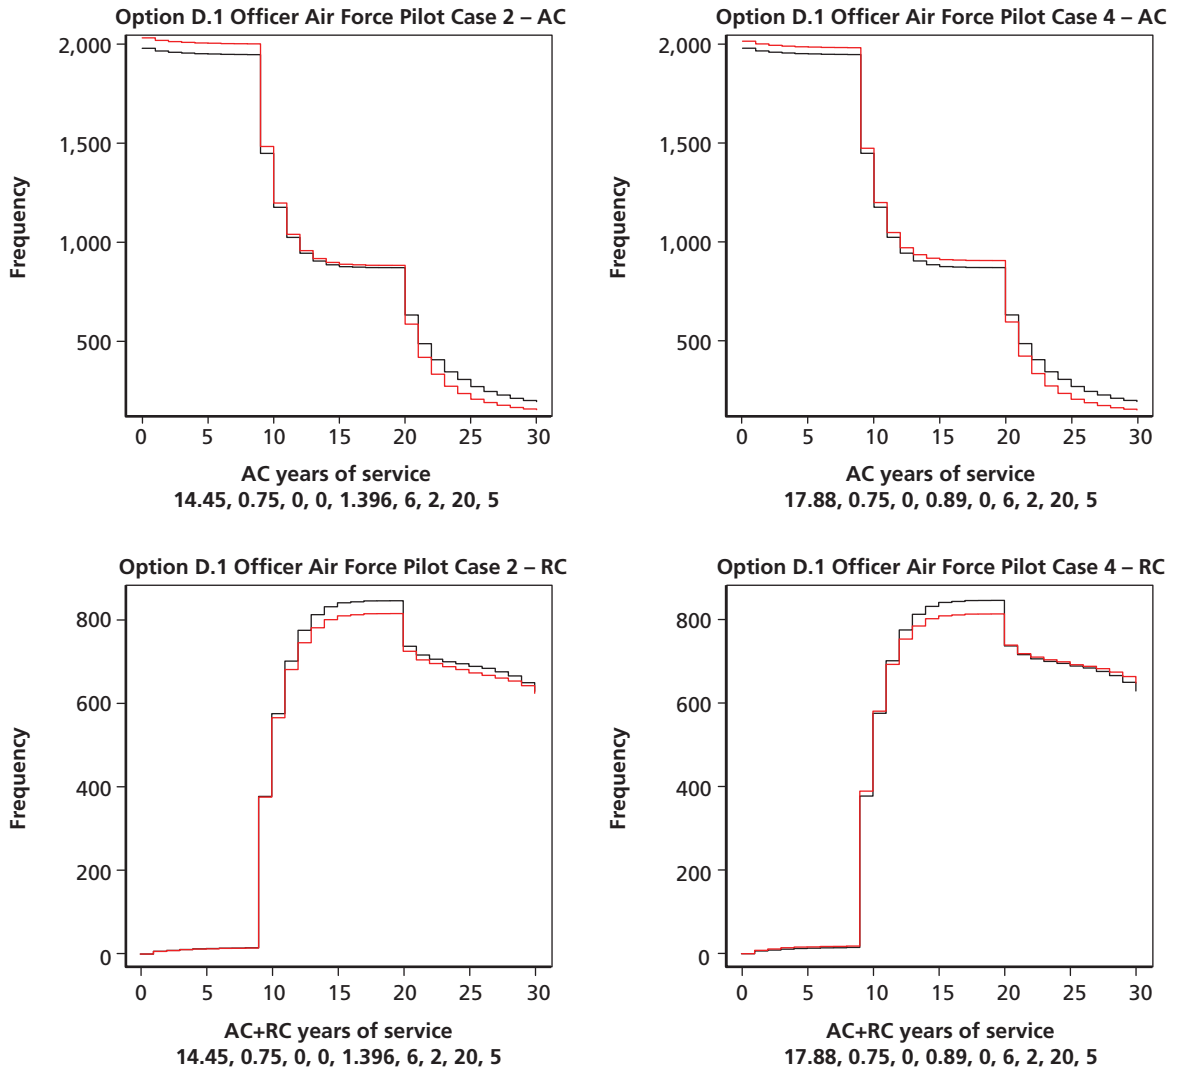 Option D.1 Officer Air Force Pilot Case 2 – AC
2,000
1,500
1,000
500
Frequency
0 5 10 15 20 25 30
AC years of service
14.45, 0.75, 0, 0, 1.396, 6, 2, 20, 5
Option D.1 Officer Air Force Pilot Case 4 – AC
2,000
1,500
1,000
500
Frequency
0 5 10 15 20 25 30
AC years of service
17.88, 0.75, 0, 0.89, 0, 6, 2, 20, 5
Option D.1 Officer Air Force Pilot Case 2 – RC
800
600
400
200
0
Frequency
0 5 10 15 20 25 30
AC+RC years of service
14.45, 0.75, 0, 0, 1.396, 6, 2, 20, 5
Option D.1 Officer Air Force Pilot Case 4 – RC
800
600
400
200
0
Frequency
0 5 10 15 20 25 30
AC+RC years of service
17.88, 0.75, 0, 0.89, 0, 6, 2, 20, 5